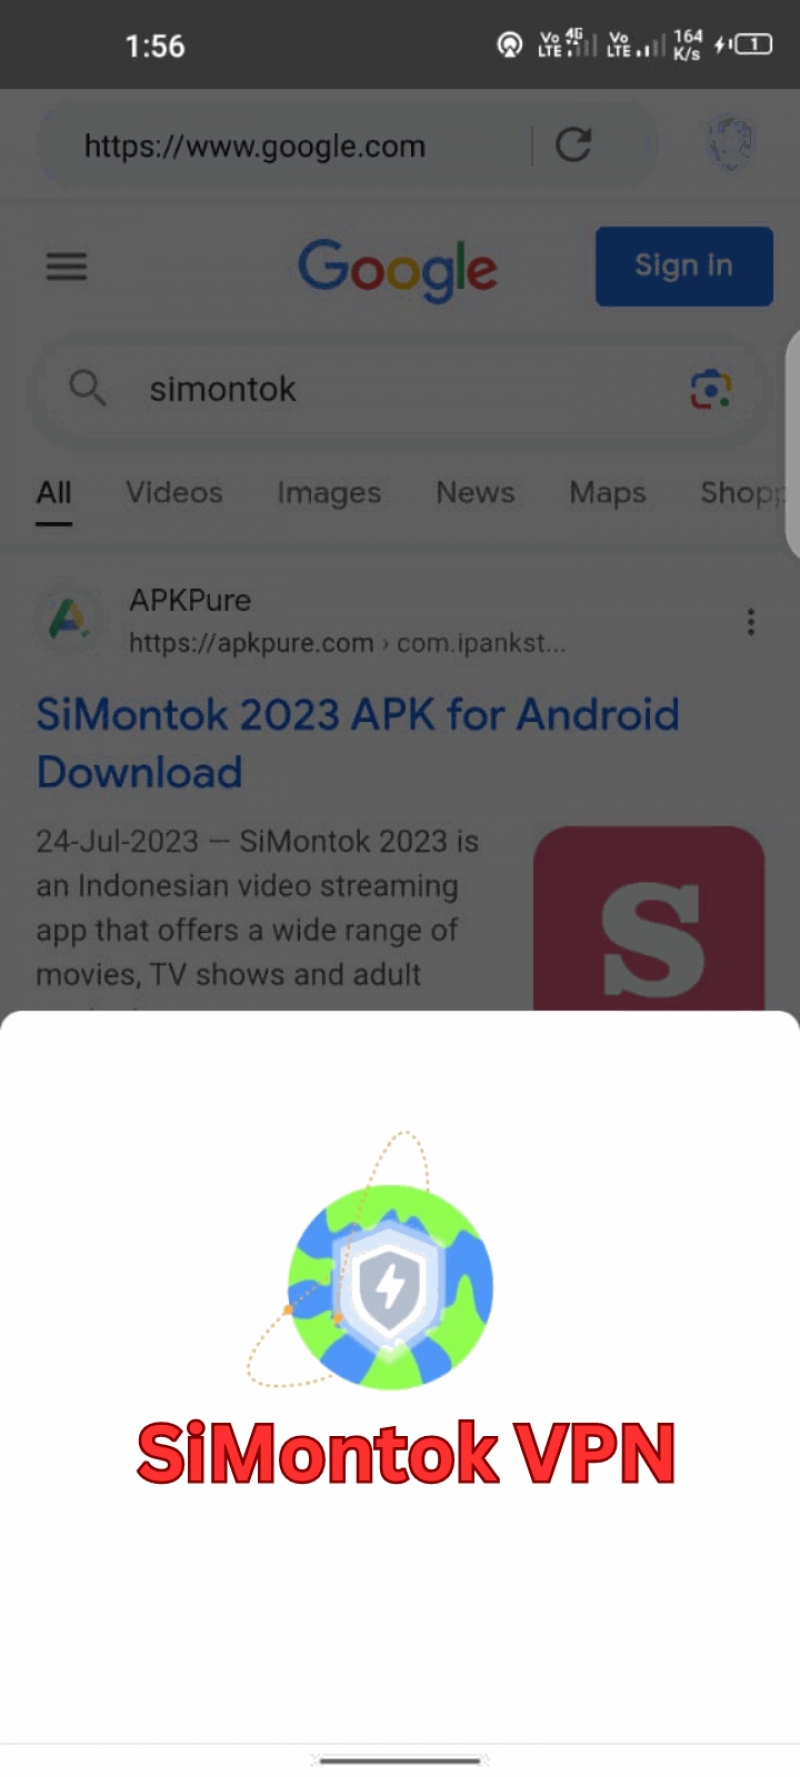 1:56
Vo LTE 4G Vo LTE 164 K/s 1
https://www.google.com
Google
Sign in
simontok
All Videos Images News Maps Shopp
APKPure
https://apkpure.com › com.ipankst...
SiMontok 2023 APK for Android
Download
24-Jul-2023 — SiMontok 2023 is
an Indonesian video streaming
app that offers a wide range of
movies, TV shows and adult
S
SiMontok VPN